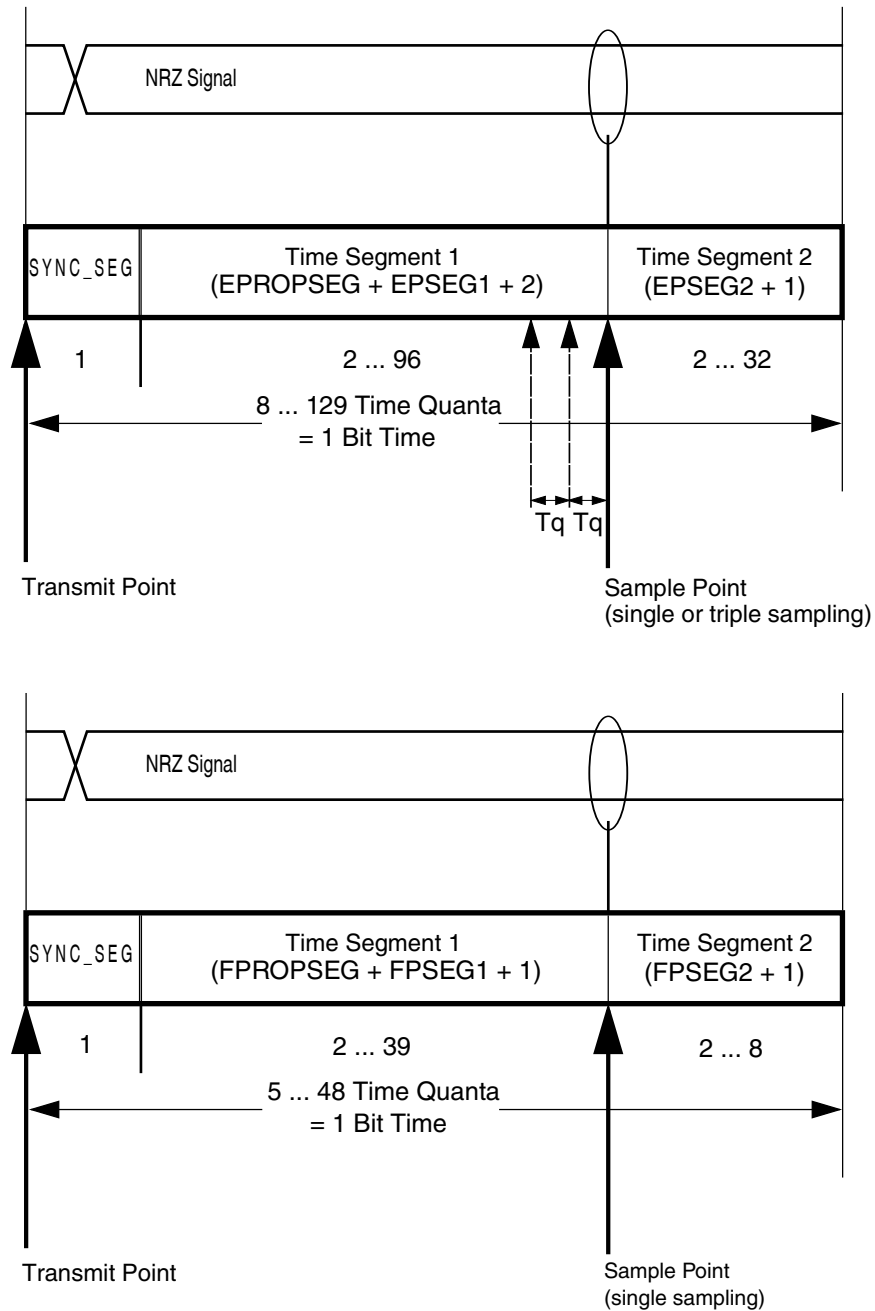 NRZ Signal
SYNC_SEG
Time Segment 1
(EPROPSEG + EPSEG1 + 2)
Time Segment 2
(EPSEG2 + 1)
1
2 ... 96
2 ... 32
8 ... 129 Time Quanta
= 1 Bit Time
Tq Tq
Transmit Point
Sample Point
(single or triple sampling)
NRZ Signal
SYNC_SEG
Time Segment 1
(FPROPSEG + FPSEG1 + 1)
Time Segment 2
(FPSEG2 + 1)
1
2 ... 39
2 ... 8
5 ... 48 Time Quanta
= 1 Bit Time
Transmit Point
Sample Point
(single sampling)